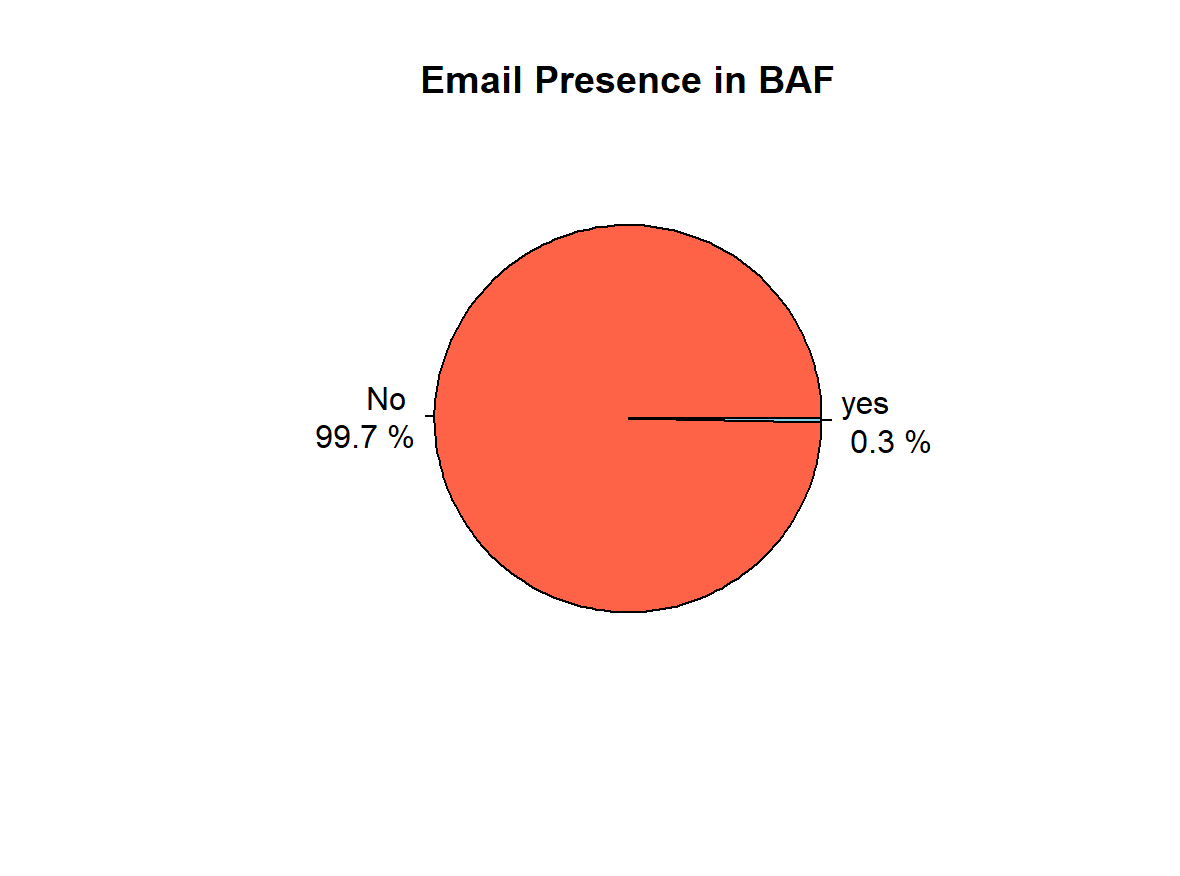 Email Presence in BAF
No
99.7 %
yes
0.3 %